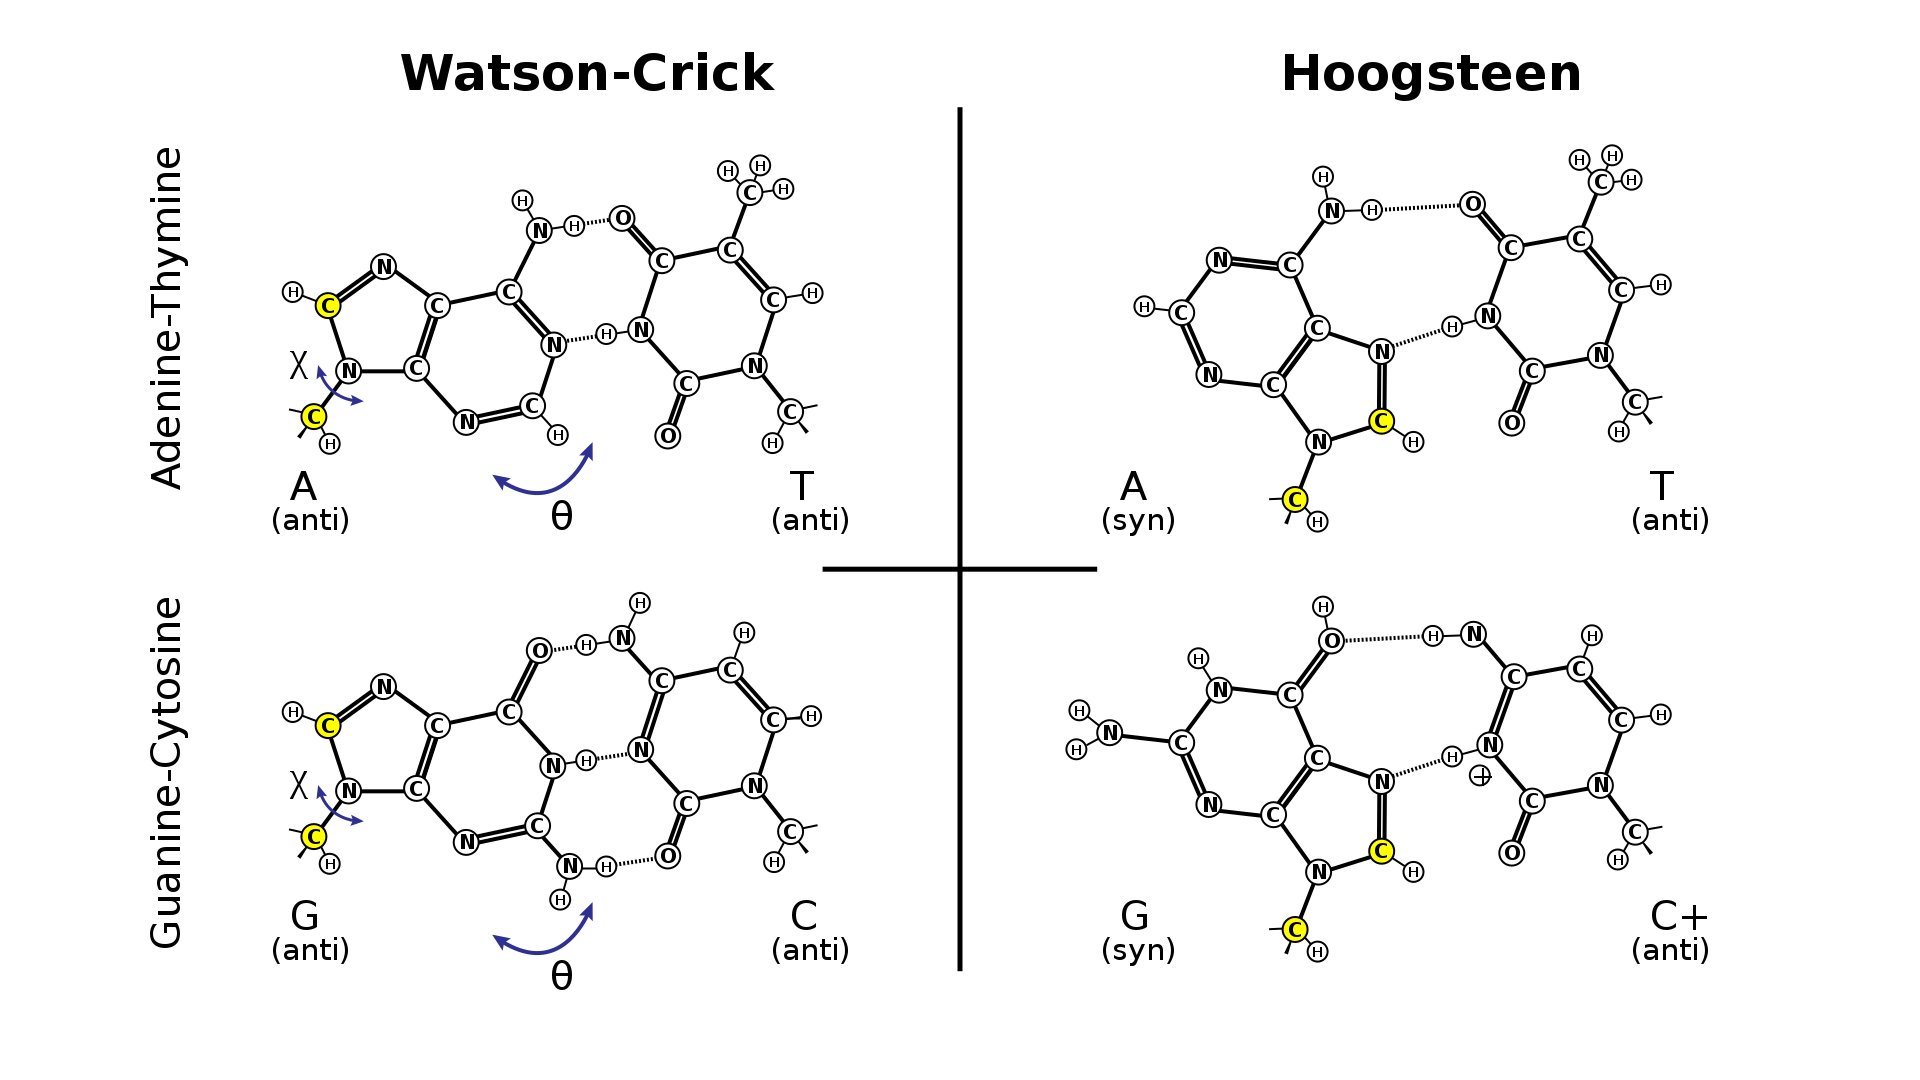 Watson-Crick
Hoogsteen
Adenine-Thymine
H H H H C H
N H O
C C
N C
H C C C H
N H N
χ
N C C N
C N C C
H H O H
A T
(anti) (anti)
θ
H H H H
N H O C H
C C
N C
H C C C H
N H N
N C C N
N C O C
C H H
C H
A T
(syn) (anti)
Guanine-Cytosine
H H
O H N
C C
N C
H C C C H
N H N
χ
N C C N
C N C C
H N H O H
H
G C
(anti) (anti)
θ
H H
H O H N
H N C C C
H N C C C H
N H N ⊕
N C C N
N C O C
C H H
C H
G C+
(syn) (anti)